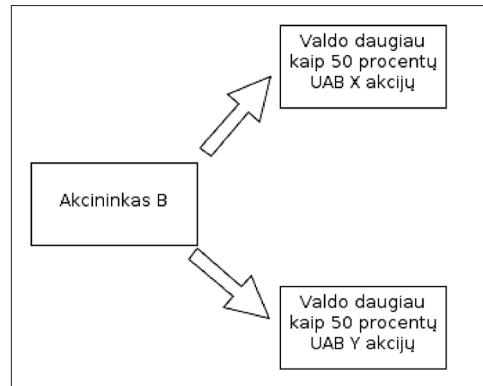 Valdo daugiau
kaip 50 procentų
UAB X akcijų
Akcininkas B
Valdo daugiau
kaip 50 procentų
UAB Y akcijų